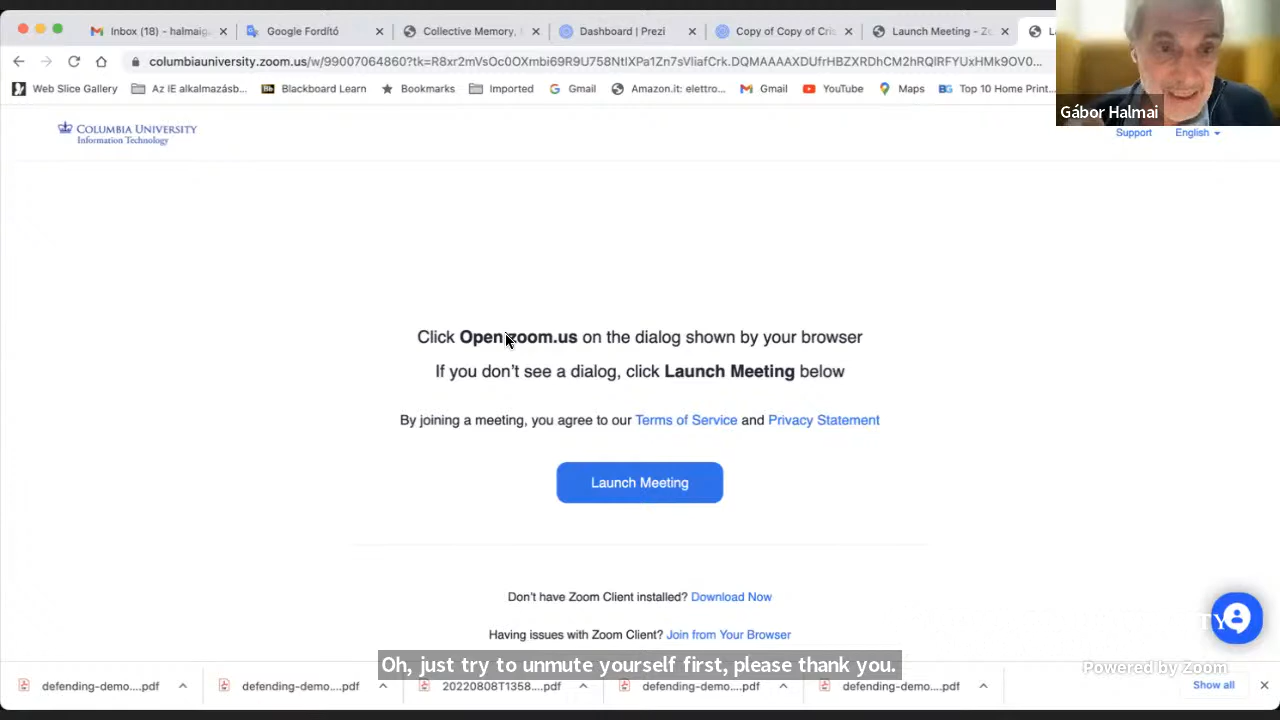 Inbox (18) - halmaig
Google Fordító
Collective Memory,
Dashboard | Prezi
Copy of Copy of Cri
Launch Meeting - Z
columbiauniversity.zoom.us/w/99007064860?tk=R8xr2mVsOc0OXmbi69R9U758NtIXPa1Zn7sVliafCrk.DQMAAAAXDUfrHBZXRDhCM2hRQlRFYUxHMk9OV0...
Web Slice Gallery
Az IE alkalmazásb...
Blackboard Learn
Bookmarks
Imported
Gmail
Amazon.it: elettro...
Gmail
YouTube
Maps
Top 10 Home Print...
Gábor Halmai
COLUMBIA UNIVERSITY
Information Technology
Support
English
Click Open zoom.us on the dialog shown by your browser
If you don't see a dialog, click Launch Meeting below
By joining a meeting, you agree to our Terms of Service and Privacy Statement
Launch Meeting
Don't have Zoom Client installed? Download Now
Having issues with Zoom Client? Join from Your Browser
Oh, just try to unmute yourself first, please thank you.
Powered by Zoom
defending-demo....pdf
defending-demo....pdf
20220808T1358....pdf
defending-demo....pdf
defending-demo....pdf
Show all